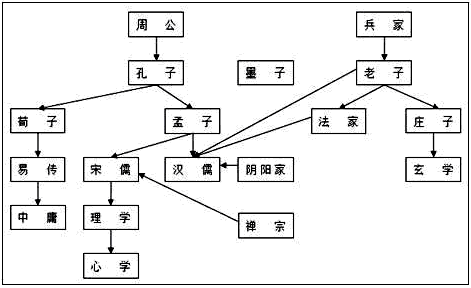 周 公
兵 家
孔 子
墨 子
老 子
荀 子
孟 子
法 家
庄 子
易 传
宋 儒
汉 儒
阴阳家
玄 学
中 庸
理 学
禅 宗
心 学